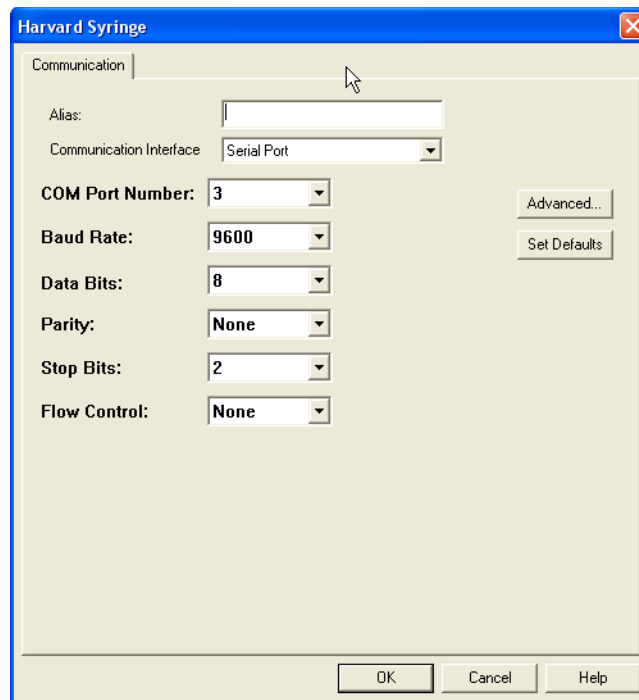 Harvard Syringe
Communication
Alias:
Communication Interface Serial Port
COM Port Number: 3
Advanced...
Baud Rate: 9600
Set Defaults
Data Bits: 8
Parity: None
Stop Bits: 2
Flow Control: None
OK Cancel Help